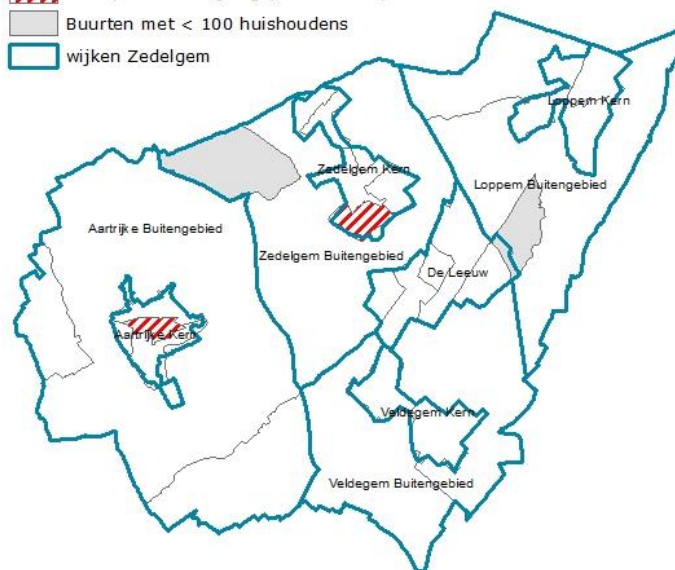 Buurten met < 100 huishoudens
wijken Zedelgem
Loppem Kern
Zedelgem Kern
Loppem Buitengebied
Aartrijke Buitengebied
Zedelgem Buitengebied
De Leeuw
Aartrijke Kern
Veldegem Kern
Veldegem Buitengebied